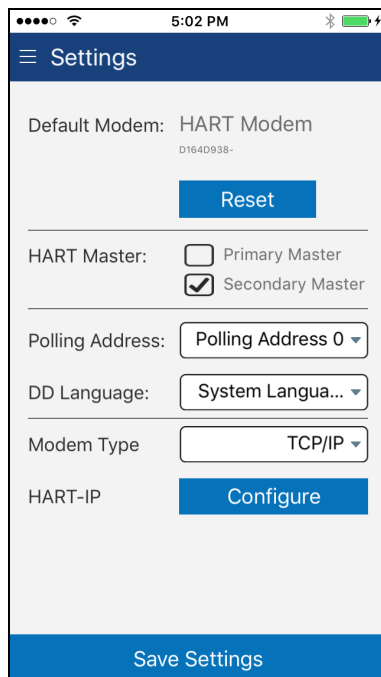 5:02 PM
Settings
Default Modem: HART Modem
D164D938-
Reset
HART Master: Primary Master
Secondary Master
Polling Address: Polling Address 0
DD Language: System Langua...
Modem Type TCP/IP
HART-IP Configure
Save Settings